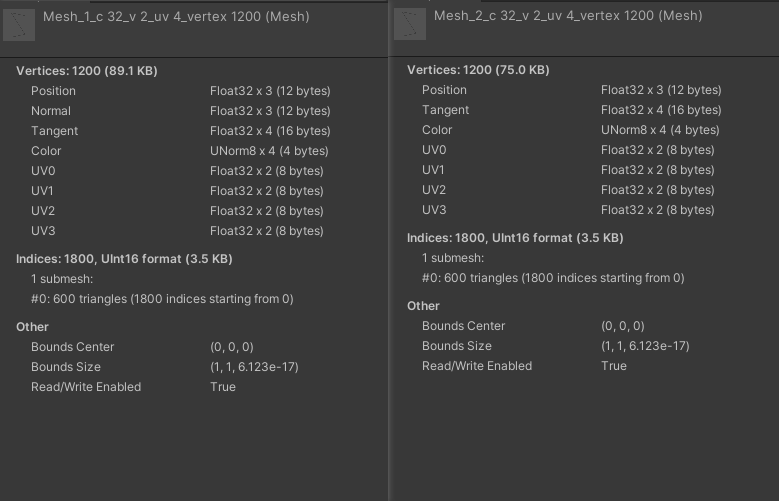 Mesh_1_c 32_v 2_uv 4_vertex 1200 (Mesh)
Vertices: 1200 (89.1 KB)
Position Float32 x 3 (12 bytes)
Normal Float32 x 3 (12 bytes)
Tangent Float32 x 4 (16 bytes)
Color UNorm8 x 4 (4 bytes)
UV0 Float32 x 2 (8 bytes)
UV1 Float32 x 2 (8 bytes)
UV2 Float32 x 2 (8 bytes)
UV3 Float32 x 2 (8 bytes)
Indices: 1800, UInt16 format (3.5 KB)
1 submesh:
#0: 600 triangles (1800 indices starting from 0)
Other
Bounds Center (0, 0, 0)
Bounds Size (1, 1, 6.123e-17)
Read/Write Enabled True
Mesh_2_c 32_v 2_uv 4_vertex 1200 (Mesh)
Vertices: 1200 (75.0 KB)
Position Float32 x 3 (12 bytes)
Tangent Float32 x 4 (16 bytes)
Color UNorm8 x 4 (4 bytes)
UV0 Float32 x 2 (8 bytes)
UV1 Float32 x 2 (8 bytes)
UV2 Float32 x 2 (8 bytes)
UV3 Float32 x 2 (8 bytes)
Indices: 1800, UInt16 format (3.5 KB)
1 submesh:
#0: 600 triangles (1800 indices starting from 0)
Other
Bounds Center (0, 0, 0)
Bounds Size (1, 1, 6.123e-17)
Read/Write Enabled True